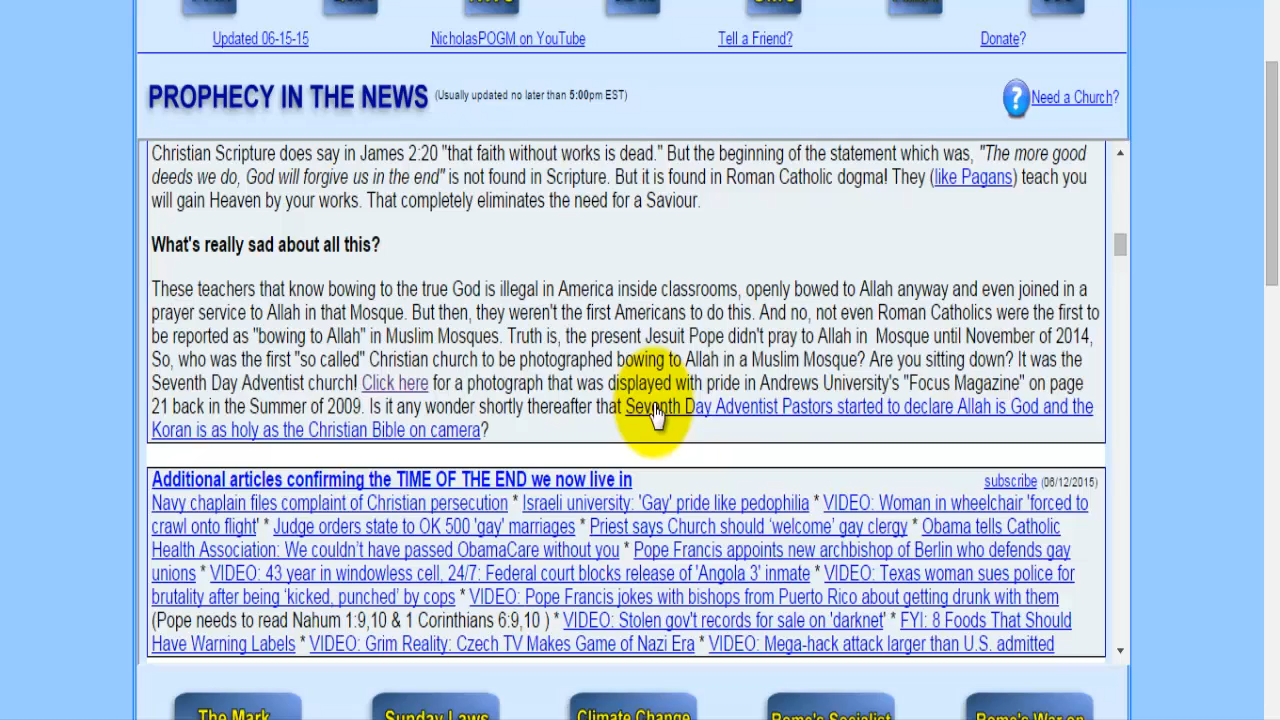 Updated 06-15-15 NicholasPOGM on YouTube Tell a Friend? Donate?
PROPHECY IN THE NEWS (Usually updated no later than 5:00pm EST) Need a Church?
Christian Scripture does say in James 2:20 "that faith without works is dead." But the beginning of the statement which was, "The more good
deeds we do, God will forgive us in the end" is not found in Scripture. But it is found in Roman Catholic dogma! They (like Pagans) teach you
will gain Heaven by your works. That completely eliminates the need for a Saviour.
What's really sad about all this?
These teachers that know bowing to the true God is illegal in America inside classrooms, openly bowed to Allah anyway and even joined in a
prayer service to Allah in that Mosque. But then, they weren't the first Americans to do this. And no, not even Roman Catholics were the first to
be reported as "bowing to Allah" in Muslim Mosques. Truth is, the present Jesuit Pope didn't pray to Allah in Mosque until November of 2014,
So, who was the first "so called" Christian church to be photographed bowing to Allah in a Muslim Mosque? Are you sitting down? It was the
Seventh Day Adventist church! Click here for a photograph that was displayed with pride in Andrews University's "Focus Magazine" on page
21 back in the Summer of 2009. Is it any wonder shortly thereafter that Seventh Day Adventist Pastors started to declare Allah is God and the
Koran is as holy as the Christian Bible on camera?
Additional articles confirming the TIME OF THE END we now live in subscribe (06/12/2015)
Navy chaplain files complaint of Christian persecution * Israeli university: 'Gay' pride like pedophilia * VIDEO: Woman in wheelchair 'forced to
crawl onto flight' * Judge orders state to OK 500 'gay' marriages * Priest says Church should ‘welcome’ gay clergy * Obama tells Catholic
Health Association: We couldn’t have passed ObamaCare without you * Pope Francis appoints new archbishop of Berlin who defends gay
unions * VIDEO: 43 year in windowless cell, 24/7: Federal court blocks release of 'Angola 3' inmate * VIDEO: Texas woman sues police for
brutality after being ‘kicked, punched’ by cops * VIDEO: Pope Francis jokes with bishops from Puerto Rico about getting drunk with them
(Pope needs to read Nahum 1:9,10 & 1 Corinthians 6:9,10 ) * VIDEO: Stolen gov't records for sale on 'darknet' * FYI: 8 Foods That Should
Have Warning Labels * VIDEO: Grim Reality: Czech TV Makes Game of Nazi Era * VIDEO: Mega-hack attack larger than U.S. admitted
The Mark Sunday Laws Climate Change Rome's Socialist Rome's War on